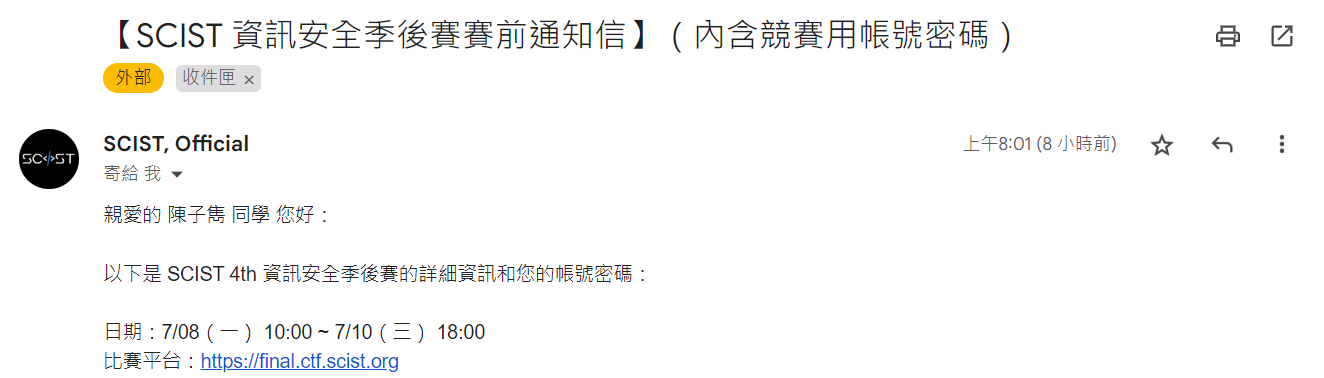 【SCIST 資訊安全季後賽賽前通知信】（內含競賽用帳號密碼）
外部 收件匣 ×
SC</>ST
SCIST, Official
上午8:01 (8 小時前)
寄給 我
親愛的 陳子雋 同學 您好：
以下是 SCIST 4th 資訊安全季後賽的詳細資訊和您的帳號密碼：
日期：7/08（一） 10:00 ~ 7/10（三） 18:00
比賽平台：https://final.ctf.scist.org